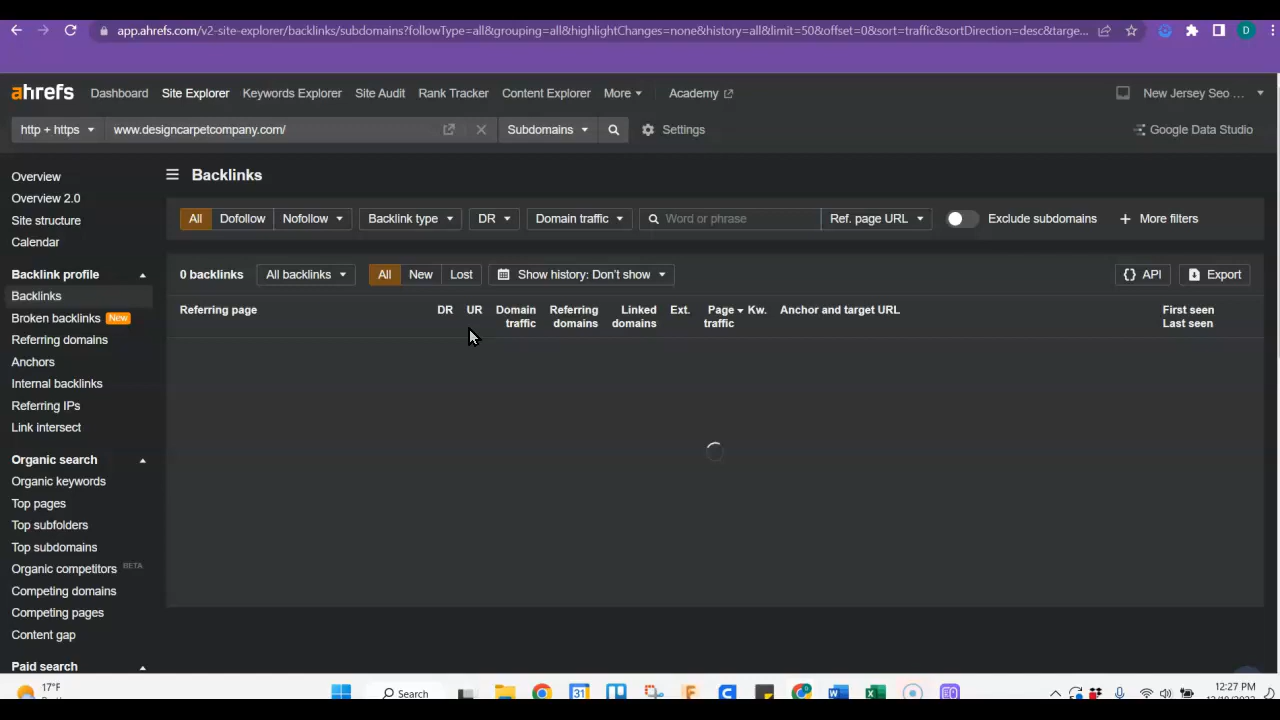 app.ahrefs.com/v2-site-explorer/backlinks/subdomains?followType=all&grouping=all&highlightChanges=none&history=all&limit=50&offset=0&sort=traffic&sortDirection=desc&targe...
D
ahrefs Dashboard Site Explorer Keywords Explorer Site Audit Rank Tracker Content Explorer More Academy New Jersey Seo ...
http + https www.designcarpetcompany.com/ Subdomains Settings Google Data Studio
Overview
Overview 2.0
Site structure
Calendar
Backlink profile
Backlinks
Broken backlinks New
Referring domains
Anchors
Internal backlinks
Referring IPs
Link intersect
Organic search
Organic keywords
Top pages
Top subfolders
Top subdomains
Organic competitors BETA
Competing domains
Competing pages
Content gap
Paid search
Backlinks
All Dofollow Nofollow Backlink type DR Domain traffic Word or phrase Ref. page URL Exclude subdomains + More filters
0 backlinks All backlinks All New Lost Show history: Don't show {} API Export
Referring page DR UR Domain traffic Referring domains Linked domains Ext. Page traffic Kw. Anchor and target URL First seen Last seen
17°F
Search
31
12:27 PM